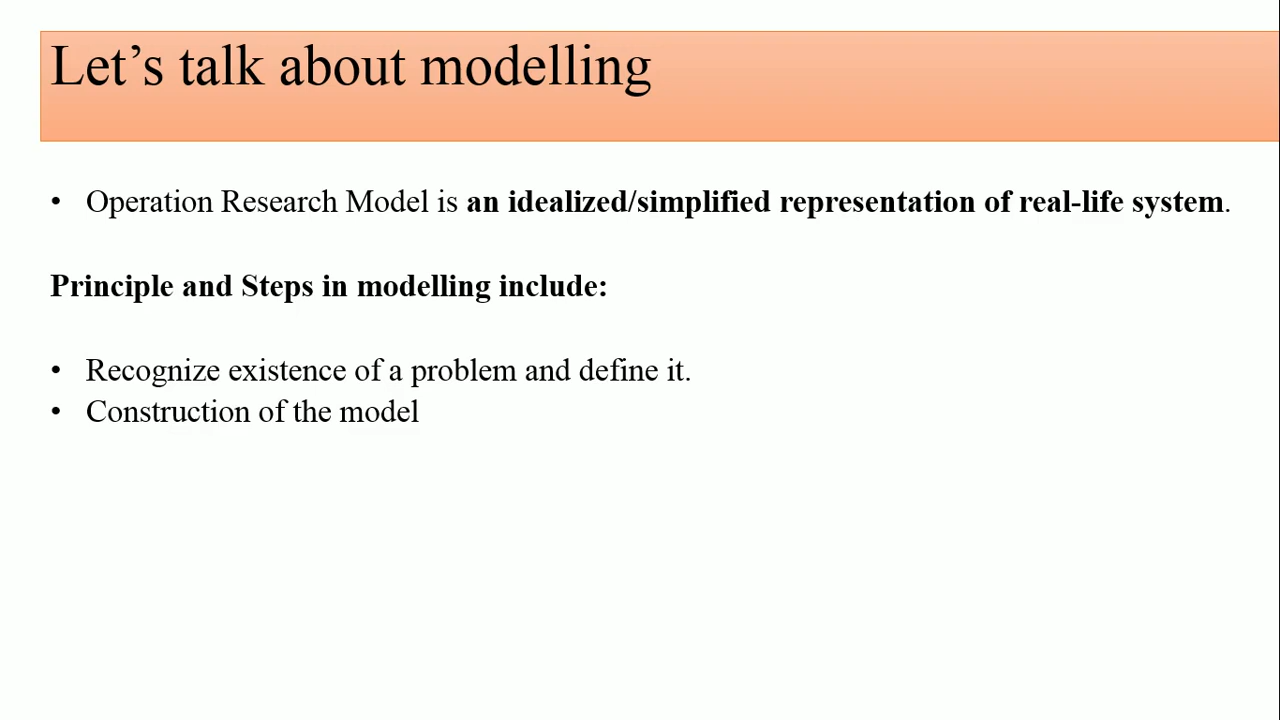 Let’s talk about modelling
• Operation Research Model is an idealized/simplified representation of real-life system.
Principle and Steps in modelling include:
• Recognize existence of a problem and define it.
• Construction of the model